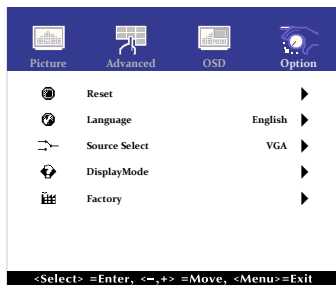 Picture Advanced OSD Option
Reset
Language English
Source Select VGA
DisplayMode
Factory
<Select> =Enter, <−,+> =Move, <Menu>=Exit